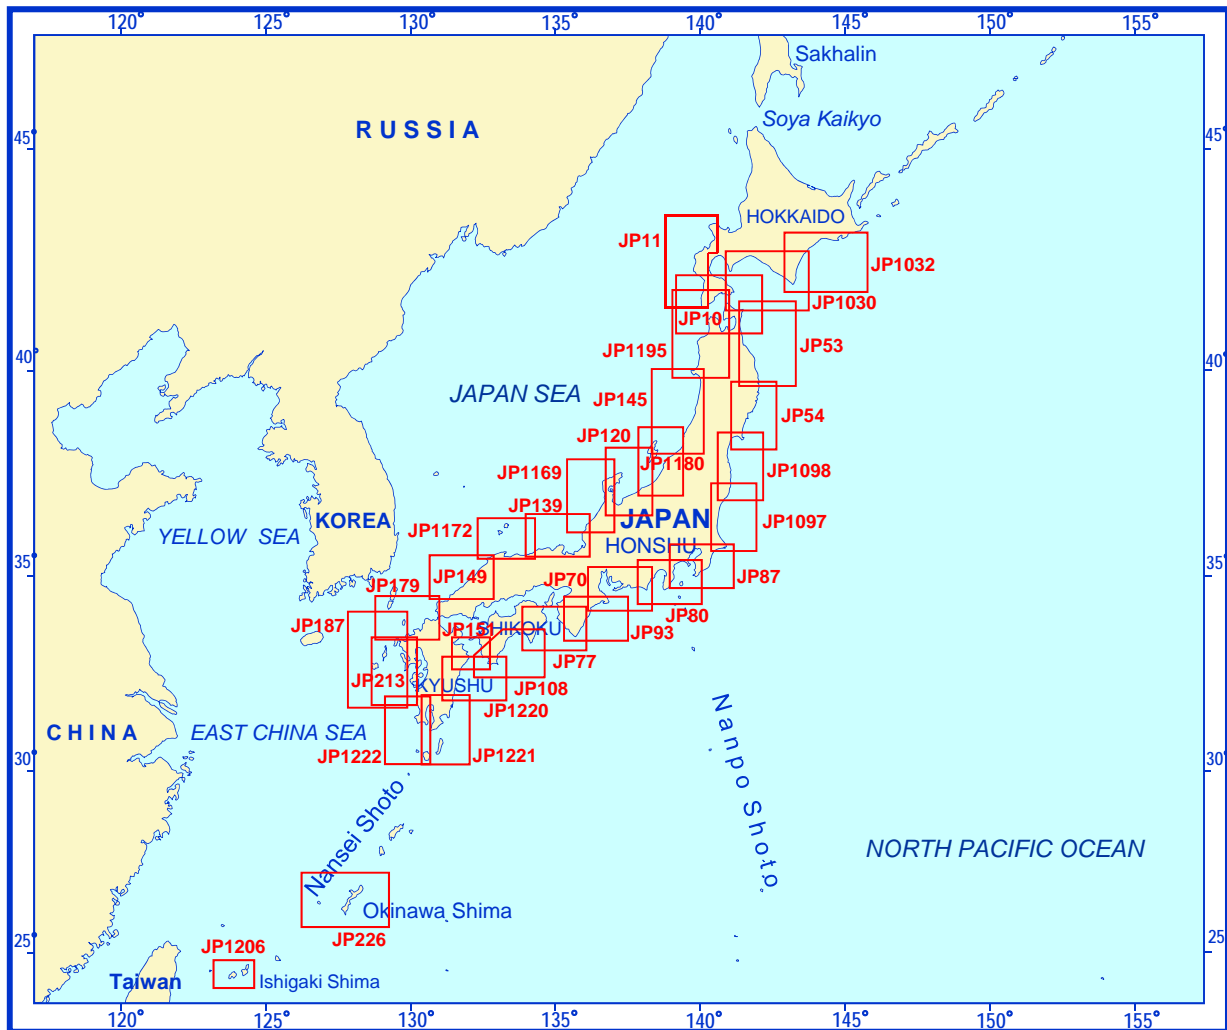 120° 125° 130° 135° 140° 145° 150° 155°
Sakhalin
Soya Kaikyo
RUSSIA
45° 45°
HOKKAIDO
JP11
JP1032
JP1030
JP10
JP53
JP1195
40° 40°
JAPAN SEA
JP145
JP54
JP120
JP1180
JP1169
JP1098
JP139
KOREA
JAPAN
JP1097
JP1172
YELLOW SEA
HONSHU
35° 35°
JP149
JP70
JP87
JP179
JP80
JP187
JP151
SHIKOKU
JP93
JP77
JP213
KYUSHU
JP108
JP1220
CHINA
EAST CHINA SEA
JP1222
JP1221
Nanpo Shoto
30° 30°
Nansei Shoto
NORTH PACIFIC OCEAN
Okinawa Shima
JP226
25° 25°
JP1206
Taiwan
Ishigaki Shima
120° 125° 130° 135° 140° 145° 150° 155°